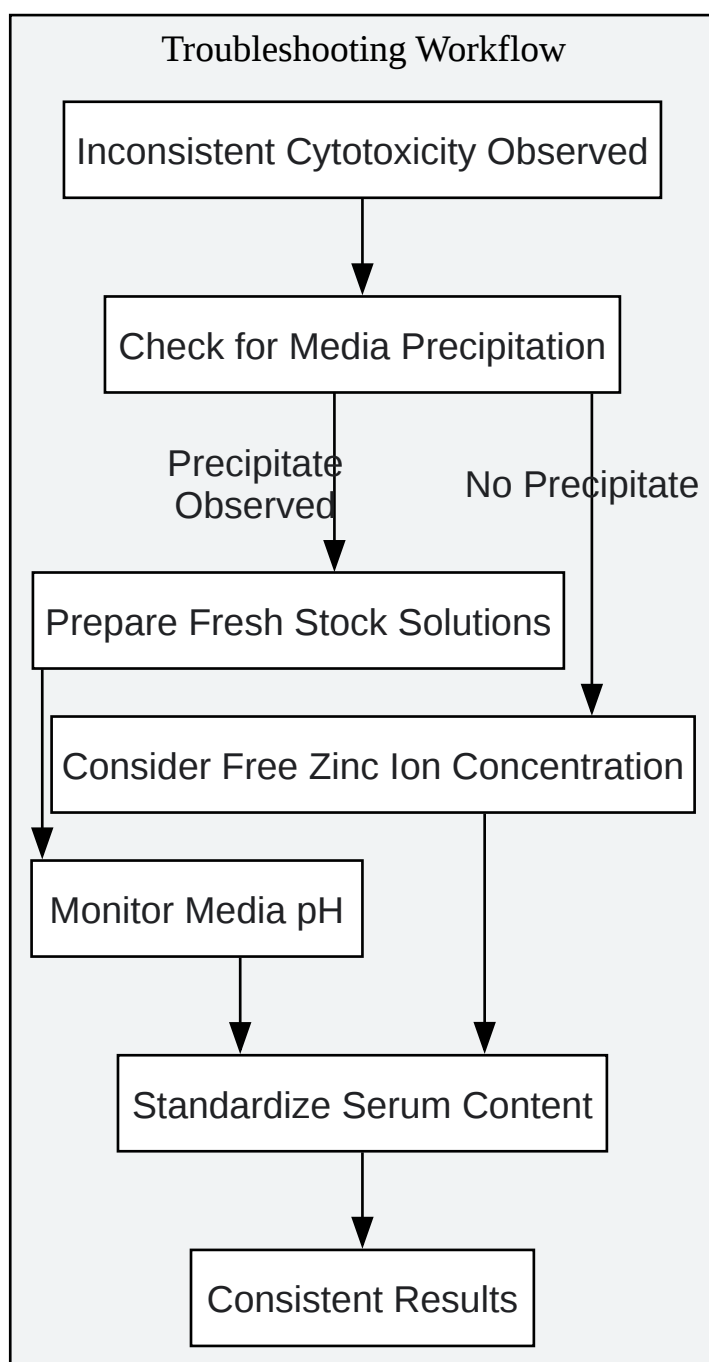 Troubleshooting Workflow
Inconsistent Cytotoxicity Observed
Check for Media Precipitation
Precipitate
Observed
No Precipitate
Prepare Fresh Stock Solutions
Consider Free Zinc Ion Concentration
Monitor Media pH
Standardize Serum Content
Consistent Results